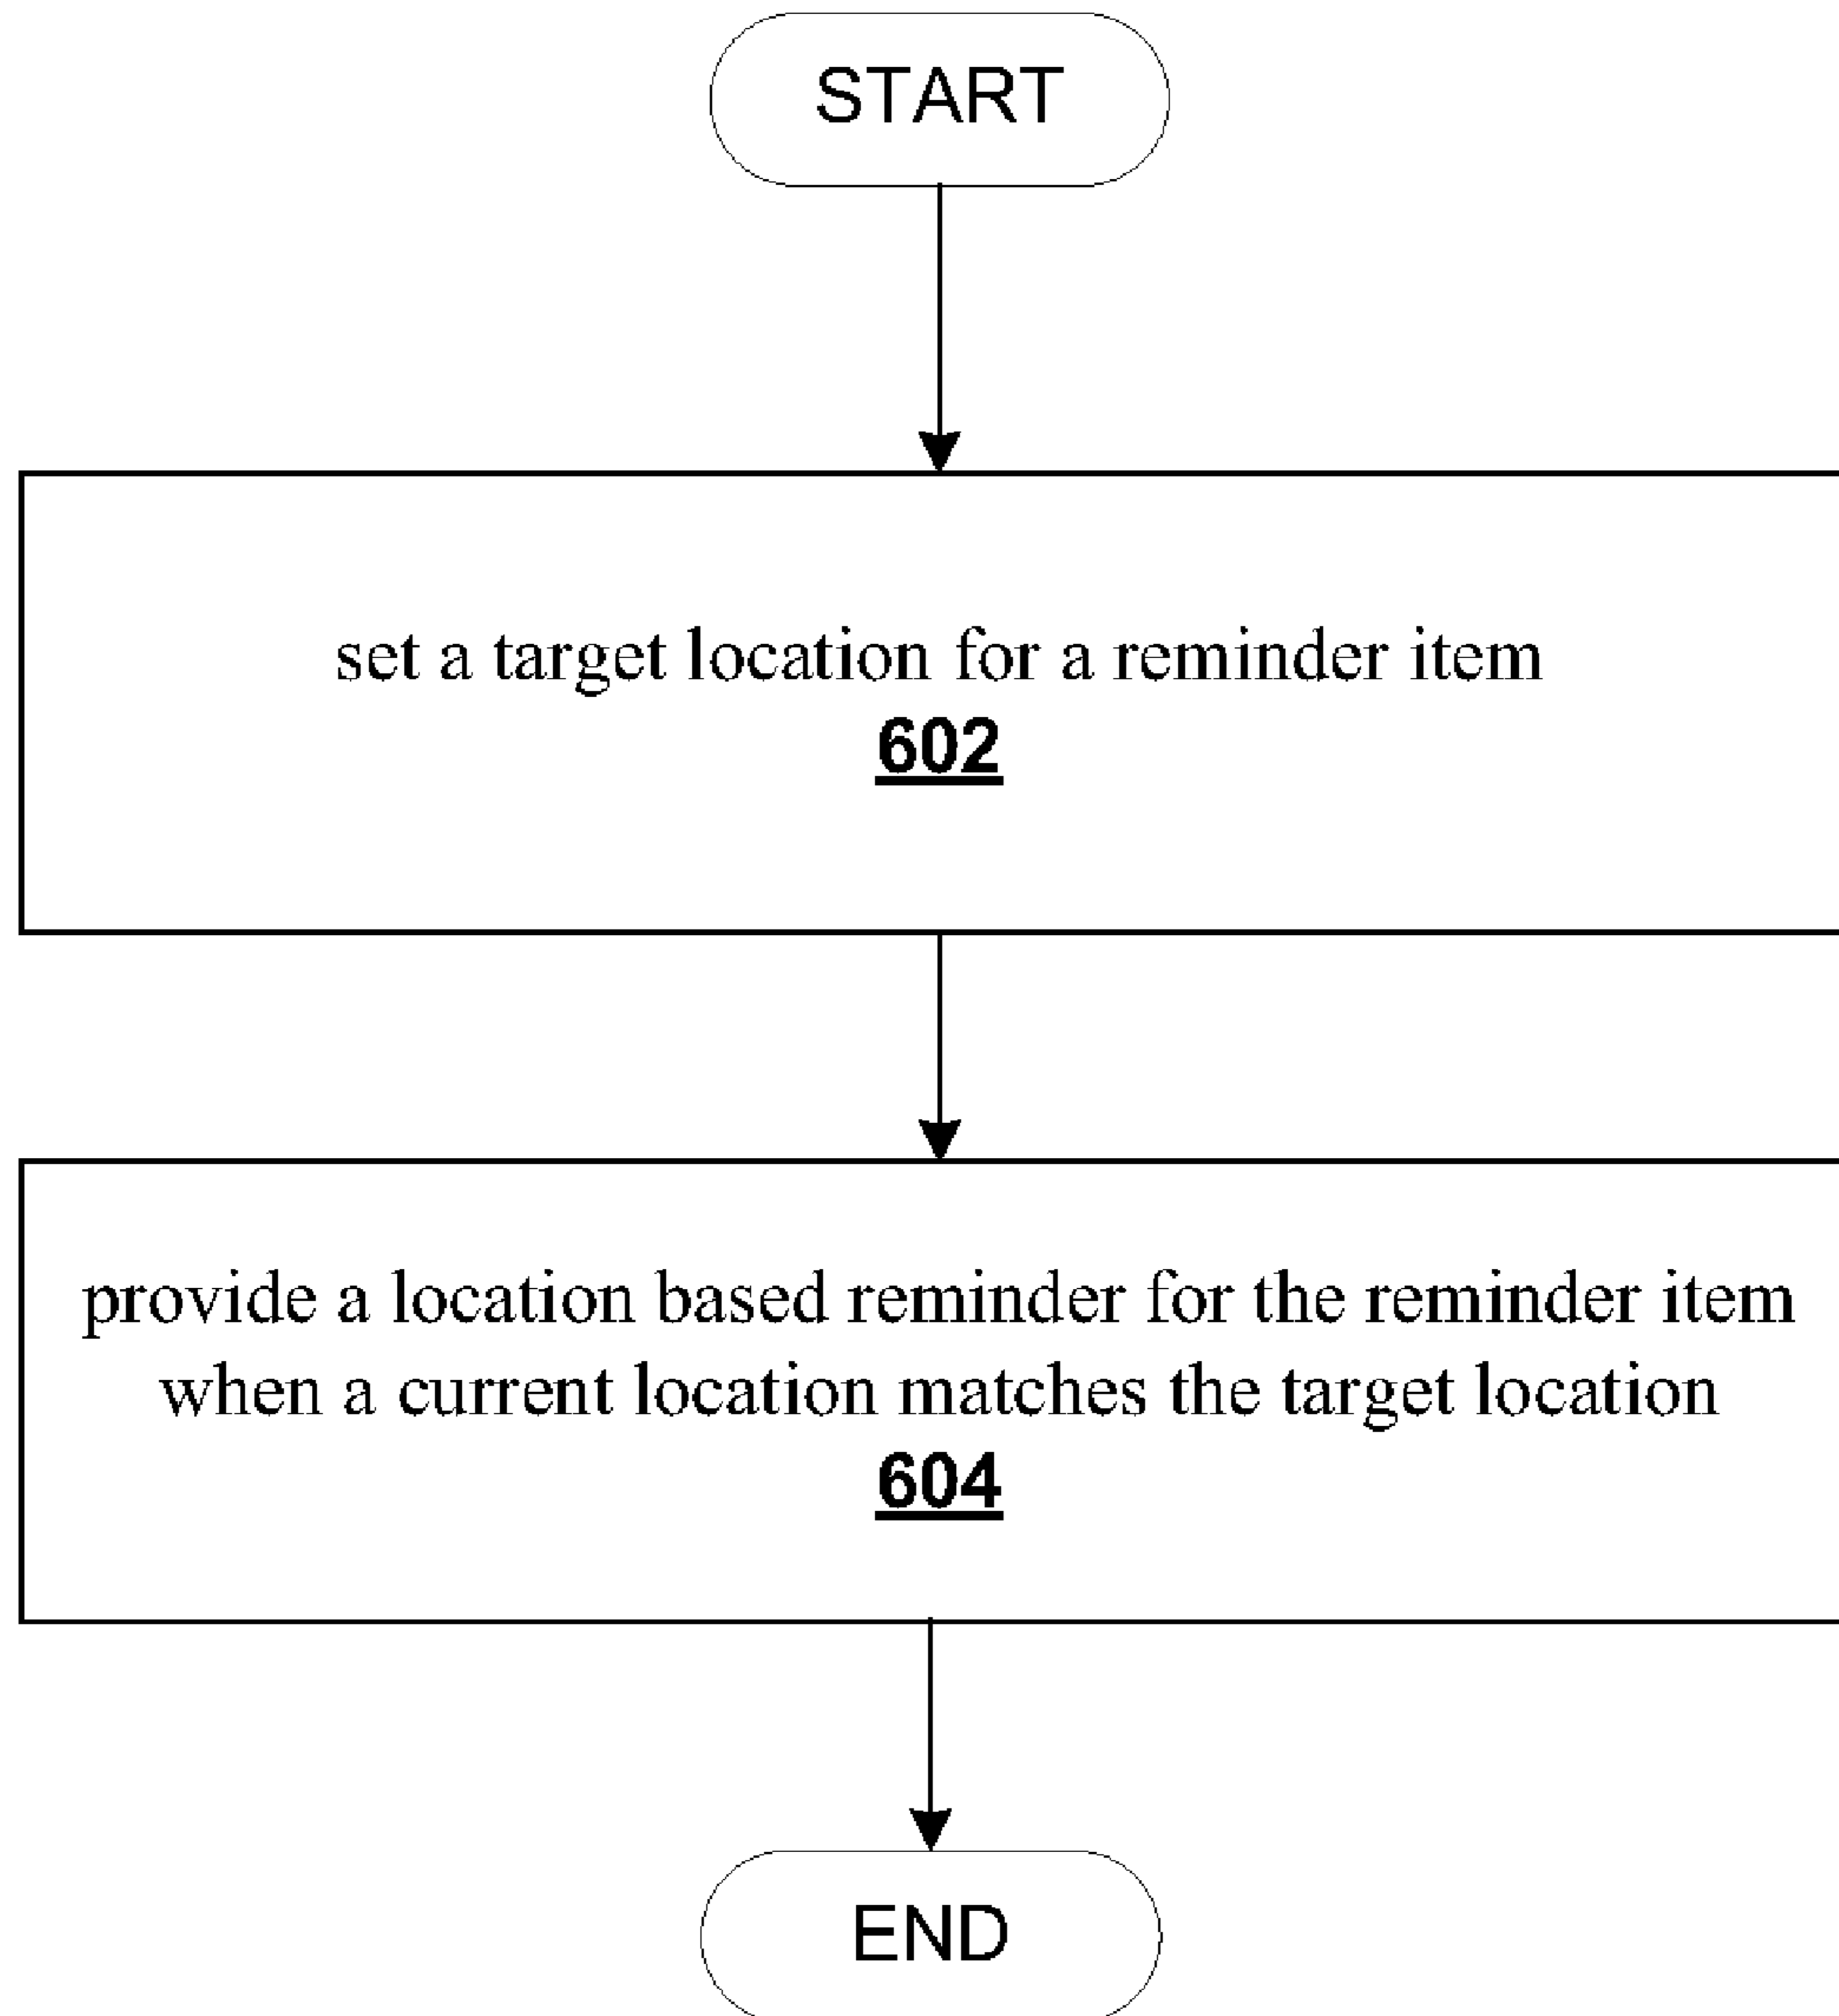 START
set a target location for a reminder item
602
provide a location based reminder for the reminder item
when a current location matches the target location
604
END